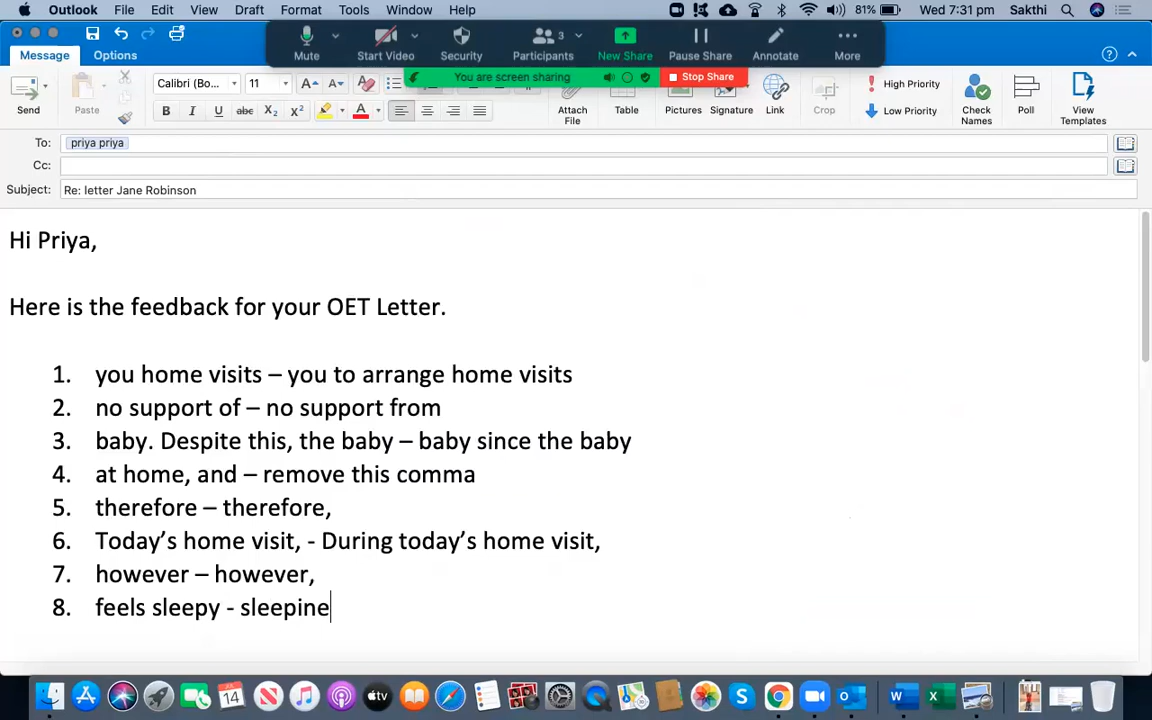 Outlook File Edit View Draft Format Tools Window Help 81% Wed 7:31 pm Sakthi
Mute Start Video Security Participants 3 New Share Pause Share Annotate More
Message Options
You are screen sharing Stop Share
Send Paste Calibri (Bo... 11 Attach File Table Pictures Signature Link Crop High Priority Low Priority Check Names Poll View Templates
B I U abc X2 X2 A
To: priya priya
Cc:
Subject: Re: letter Jane Robinson
Hi Priya,
Here is the feedback for your OET Letter.
1. you home visits – you to arrange home visits
2. no support of – no support from
3. baby. Despite this, the baby – baby since the baby
4. at home, and – remove this comma
5. therefore – therefore,
6. Today’s home visit, - During today’s home visit,
7. however – however,
8. feels sleepy - sleepine